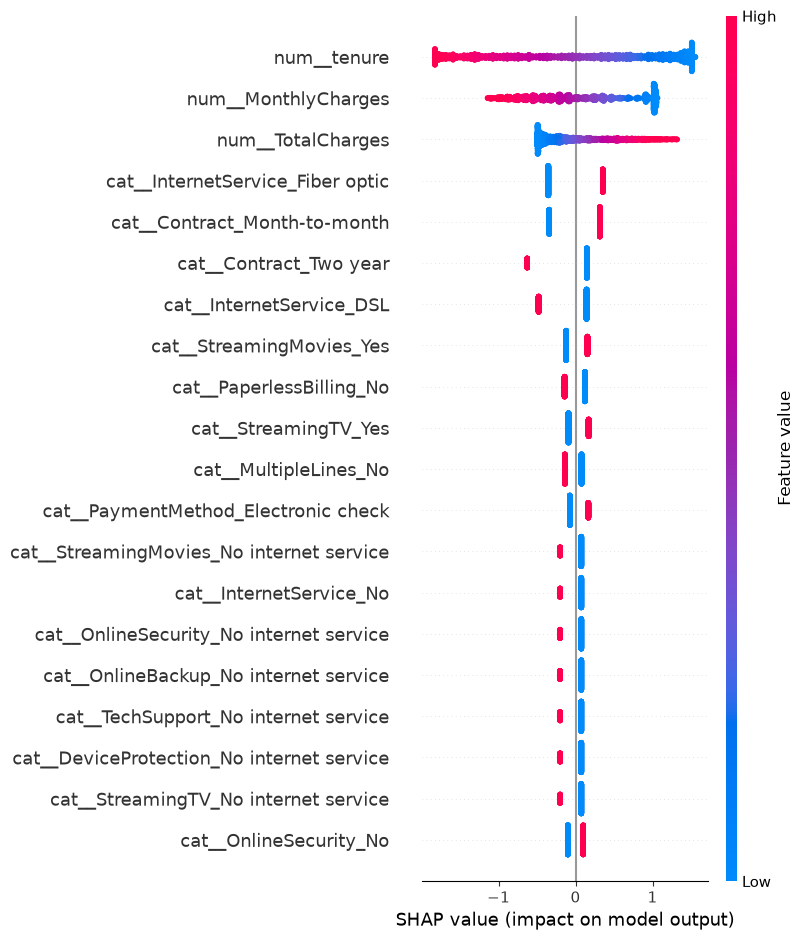 High
num__tenure
num__MonthlyCharges
num__TotalCharges
cat__InternetService_Fiber optic
cat__Contract_Month-to-month
cat__Contract_Two year
cat__InternetService_DSL
cat__StreamingMovies_Yes
cat__PaperlessBilling_No
cat__StreamingTV_Yes
cat__MultipleLines_No
cat__PaymentMethod_Electronic check
cat__StreamingMovies_No internet service
cat__InternetService_No
cat__OnlineSecurity_No internet service
cat__OnlineBackup_No internet service
cat__TechSupport_No internet service
cat__DeviceProtection_No internet service
cat__StreamingTV_No internet service
cat__OnlineSecurity_No
Feature value
Low
−1 0 1
SHAP value (impact on model output)